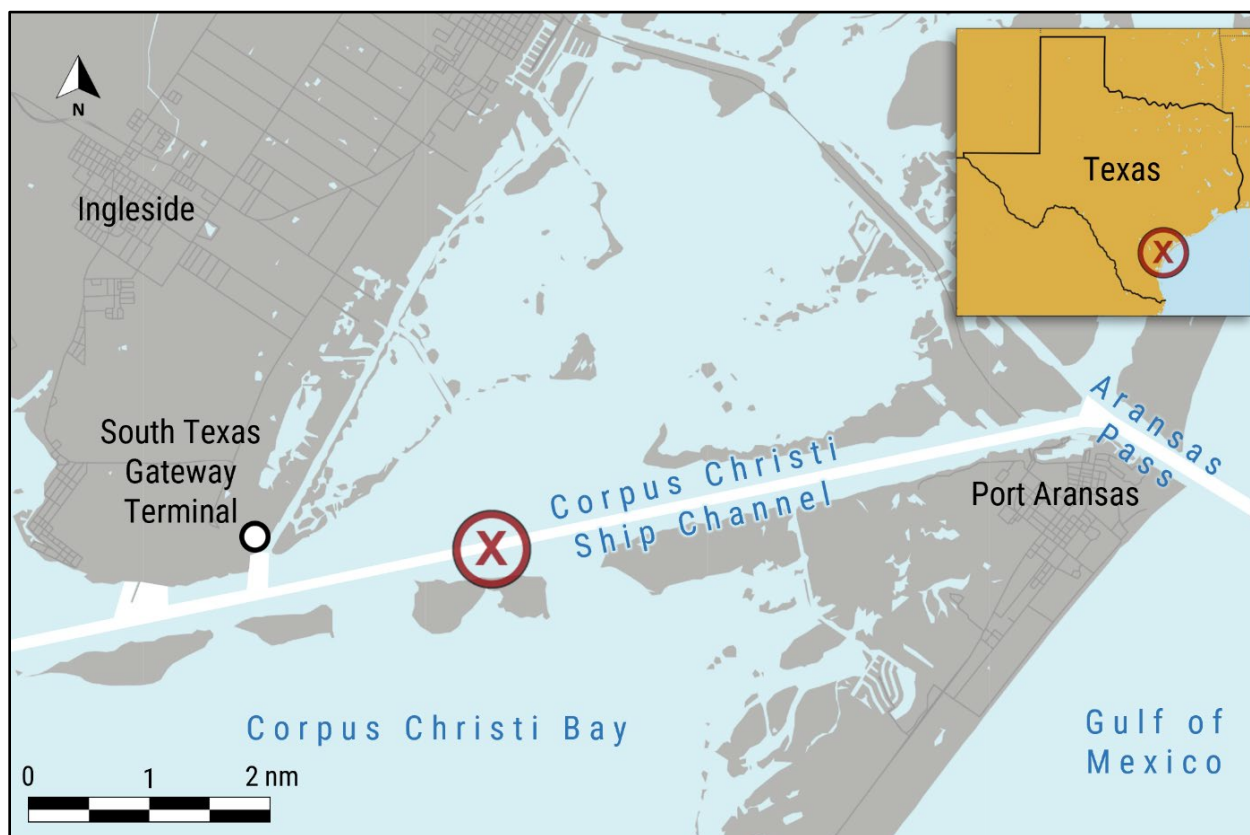 N
Ingleside
Texas
X
South Texas
Gateway
Terminal
X
Corpus Christi
Ship Channel
Aransas
Pass
Port Aransas
Corpus Christi Bay
Gulf of
Mexico
0 1 2 nm